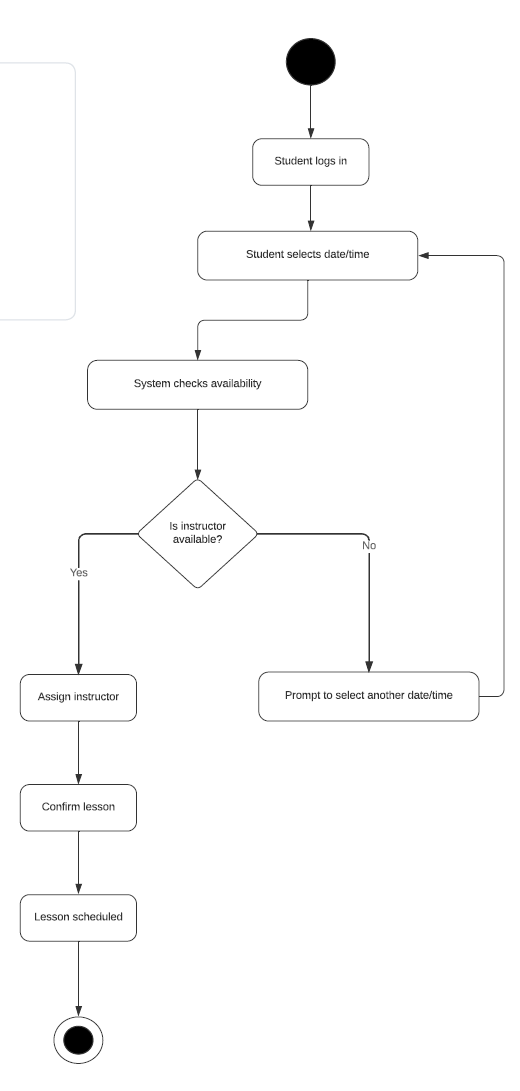 Student logs in
Student selects date/time
System checks availability
Is instructor
available?
Yes
No
Assign instructor
Prompt to select another date/time
Confirm lesson
Lesson scheduled